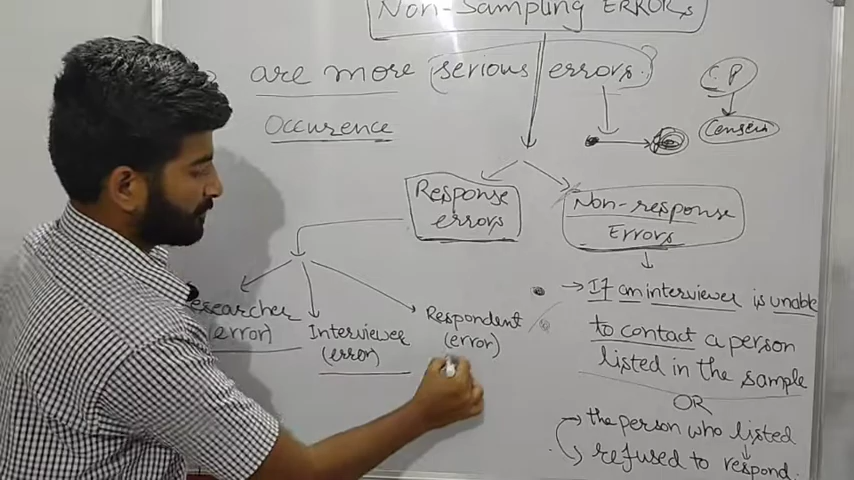 Non-Sampling ERRORs
are more (serious errors.
Occurence
C.P
Censeis
Response
errors
Non-response
Errors
Researcher
(error)
Interviewer
(error)
Respondent
(error)
→ If an interviewer is unable
to contact a person
listed in the sample
OR
→ the person who listed
→ refused to respond.